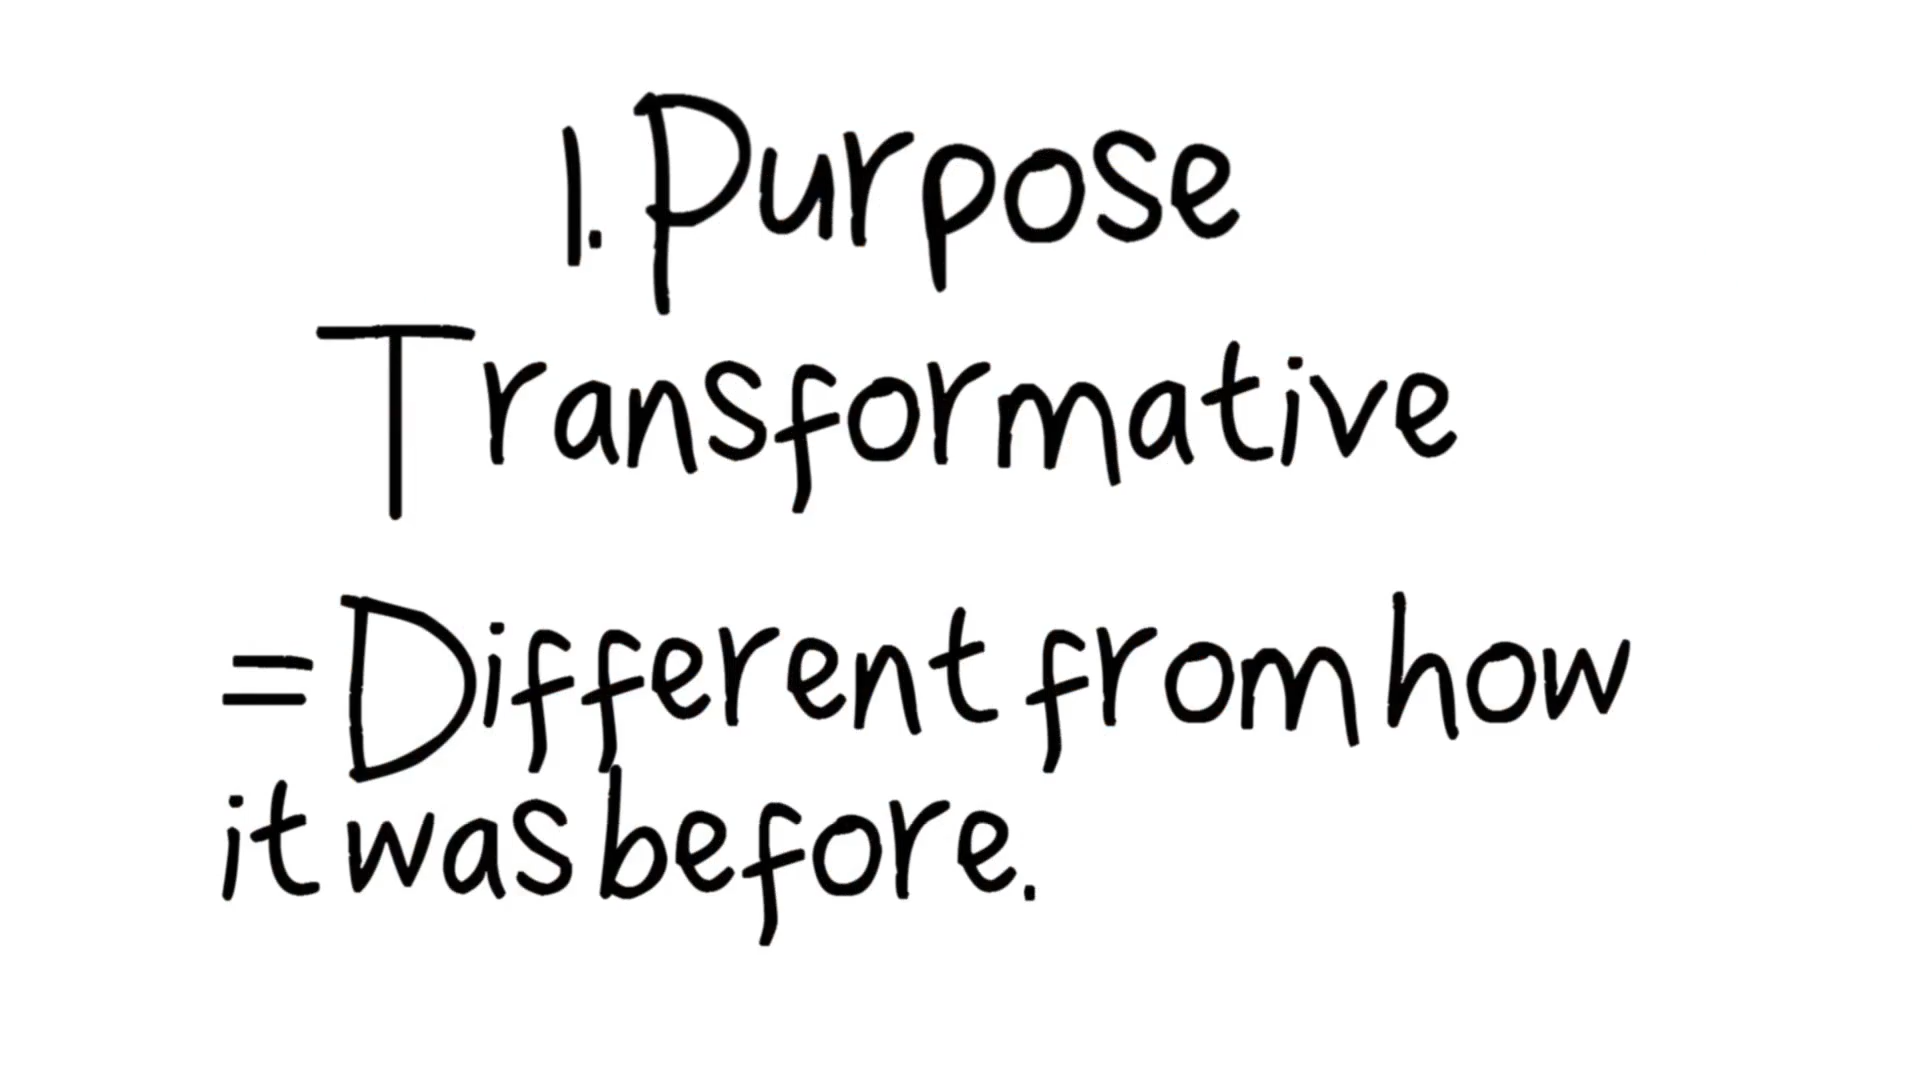 1. Purpose
Transformative
= Different from how
it was before.